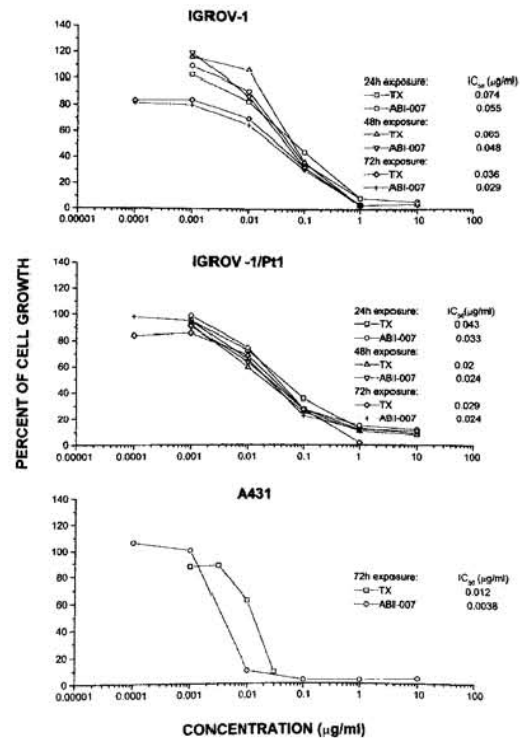 IGROV-1
140
120
100
80
60
40
20
0
0.00001 0.0001 0.001 0.01 0.1 1 10 100
24h exposure: IC50 (µg/ml)
TX 0.074
ABI-007 0.055
48h exposure:
TX 0.065
ABI-007 0.048
72h exposure:
TX 0.036
ABI-007 0.029
IGROV -1/Pt1
PERCENT OF CELL GROWTH
140
120
100
80
60
40
20
0
0.00001 0.0001 0.001 0.01 0.1 1 10 100
24h exposure: IC50(µg/ml)
TX 0.043
ABII-007 0.033
48h exposure:
TX 0.02
ABII-007 0.024
72h exposure:
TX 0.029
ABII-007 0.024
A431
140
120
100
80
60
40
20
0
0.00001 0.0001 0.001 0.01 0.1 1 10 100
72h exposure: IC50 (µg/ml)
TX 0.012
ABII-007 0.0038
CONCENTRATION (µg/ml)